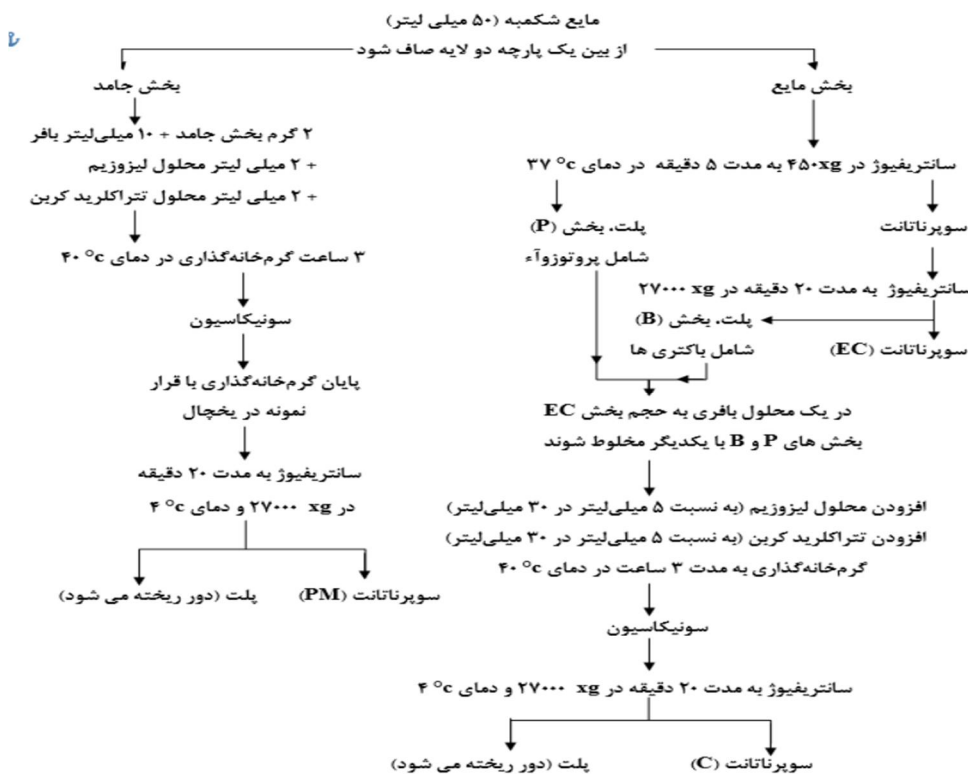 مایع شکمبه (۵۰ میلی لیتر)
از بین یک پارچه دو لایه صاف شود
بخش مایع
بخش جامد
سانتریفیوژ در ۴۵۰xg به مدت ۵ دقیقه در دمای ۳۷ °c
سوپرناتانت
پلت. بخش (P)
شامل پروتوزوآء
سانتریفیوژ به مدت ۲۰ دقیقه در ۲۷۰۰۰ xg
پلت. بخش (B)
شامل باکتری ها
سوپرناتانت (EC)
در یک محلول بافری به حجم بخش EC
بخش های P و B با یکدیگر مخلوط شوند
افزودن محلول لیزوزیم (به نسبت ۵ میلی‌لیتر در ۳۰ میلی‌لیتر)
افزودن تتراکلرید کربن (به نسبت ۵ میلی‌لیتر در ۳۰ میلی‌لیتر)
گرم‌خانه‌گذاری به مدت ۳ ساعت در دمای ۴۰ °c
سونیکاسیون
سانتریفیوژ به مدت ۲۰ دقیقه در ۲۷۰۰۰ xg و دمای ۴ °c
سوپرناتانت (C)
پلت (دور ریخته می شود)
۲ گرم بخش جامد + ۱۰ میلی‌لیتر بافر
+ ۲ میلی لیتر محلول لیزوزیم
+ ۲ میلی لیتر محلول تتراکلرید کربن
۳ ساعت گرم‌خانه‌گذاری در دمای ۴۰ °c
سونیکاسیون
پایان گرم‌خانه‌گذاری با قرار
نمونه در یخچال
سانتریفیوژ به مدت ۲۰ دقیقه
در ۲۷۰۰۰ xg و دمای ۴ °c
سوپرناتانت (PM)
پلت (دور ریخته می شود)